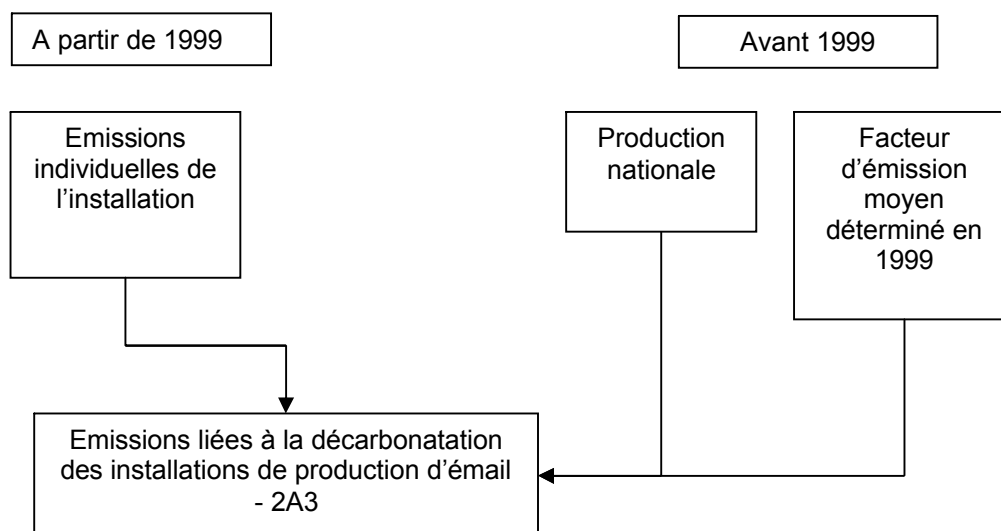 A partir de 1999
Avant 1999
Emissions
individuelles de
l'installation
Production
nationale
Facteur
d'émission
moyen
déterminé en
1999
Emissions liées à la décarbonatation
des installations de production d'émail
- 2A3